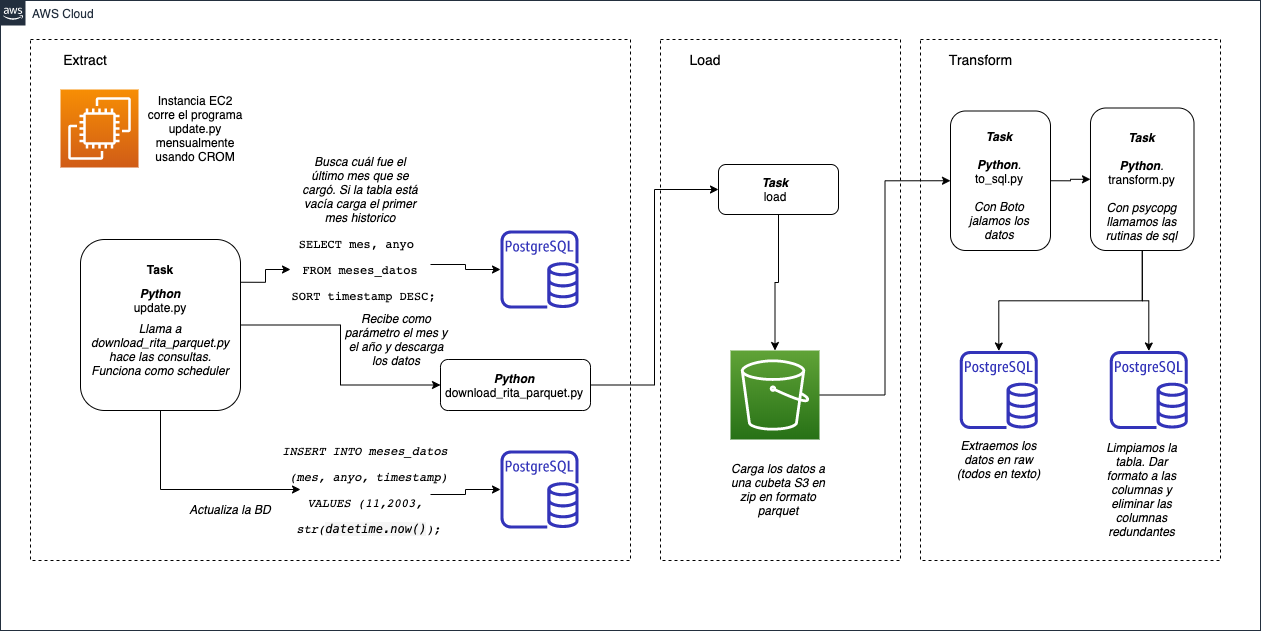 aws
AWS Cloud
Extract
Instancia EC2
corre el programa
update.py
mensualmente
usando CROM
Busca cuál fue el
último mes que se
cargó. Si la tabla está
vacía carga el primer
mes historico
SELECT mes, anyo
FROM meses_datos
SORT timestamp DESC;
PostgreSQL
Task
Python
update.py
Llama a
download_rita_parquet.py
hace las consultas.
Funciona como scheduler
Recibe como
parámetro el mes y
el año y descarga
los datos
Python
download_rita_parquet.py
INSERT INTO meses_datos
(mes, anyo, timestamp)
VALUES (11,2003,
str(datetime.now());
PostgreSQL
Actualiza la BD
Load
Task
load
Carga los datos a
una cubeta S3 en
zip en formato
parquet
Transform
Task
Python.
to_sql.py
Con Boto
jalamos los
datos
Task
Python.
transform.py
Con psycopg
llamamos las
rutinas de sql
PostgreSQL
Extraemos los
datos en raw
(todos en texto)
PostgreSQL
Limpiamos la
tabla. Dar
formato a las
columnas y
eliminar las
columnas
redundantes